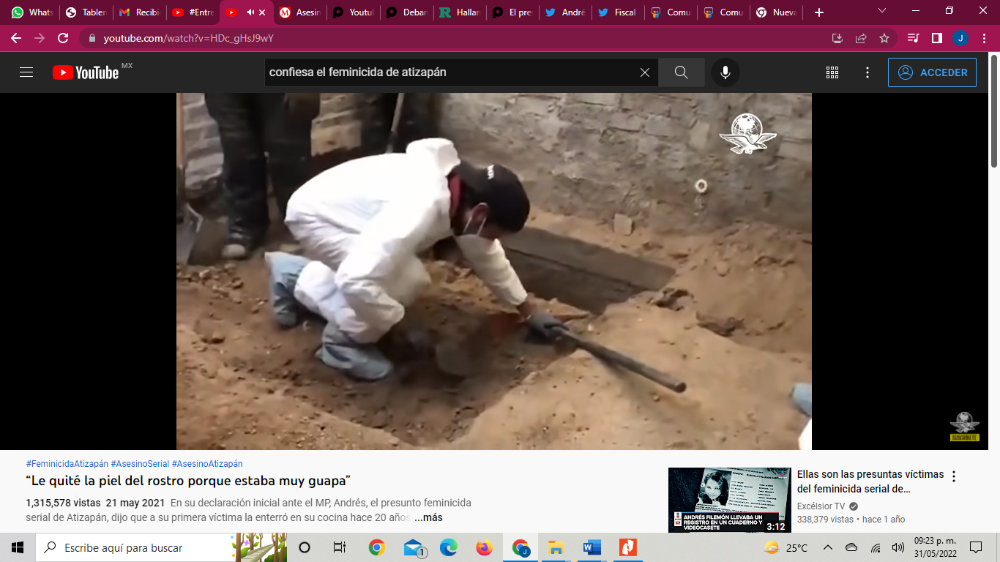 Whats
Tabler
Recibi
#Entre
Asesin
Youtul
Debar
Hallar
El pre
André
Fiscal
Comu
Comu
Nueva
youtube.com/watch?v=HDc_gHsJ9wY
J
YouTube MX
confiesa el feminicida de atizapán
ACCEDER
SUSCRÍBETE
#FeminicidaAtizapán #AsesinoSerial #AsesinoAtizapán
“Le quité la piel del rostro porque estaba muy guapa”
1,315,578 vistas 21 may 2021 En su declaración inicial ante el MP, Andrés, el presunto feminicida
serial de Atizapán, dijo que a su primera víctima la enterró en su cocina hace 20 años ...más
ANDRÉS FILEMÓN LLEVABA UN
REGISTRO EN UN CUADERNO Y
VIDEOCASETE
3:12
Ellas son las presuntas víctimas
del feminicida serial de...
Excélsior TV
338,379 vistas • hace 1 año
Escribe aquí para buscar
1
J
25°C
09:23 p. m.
31/05/2022